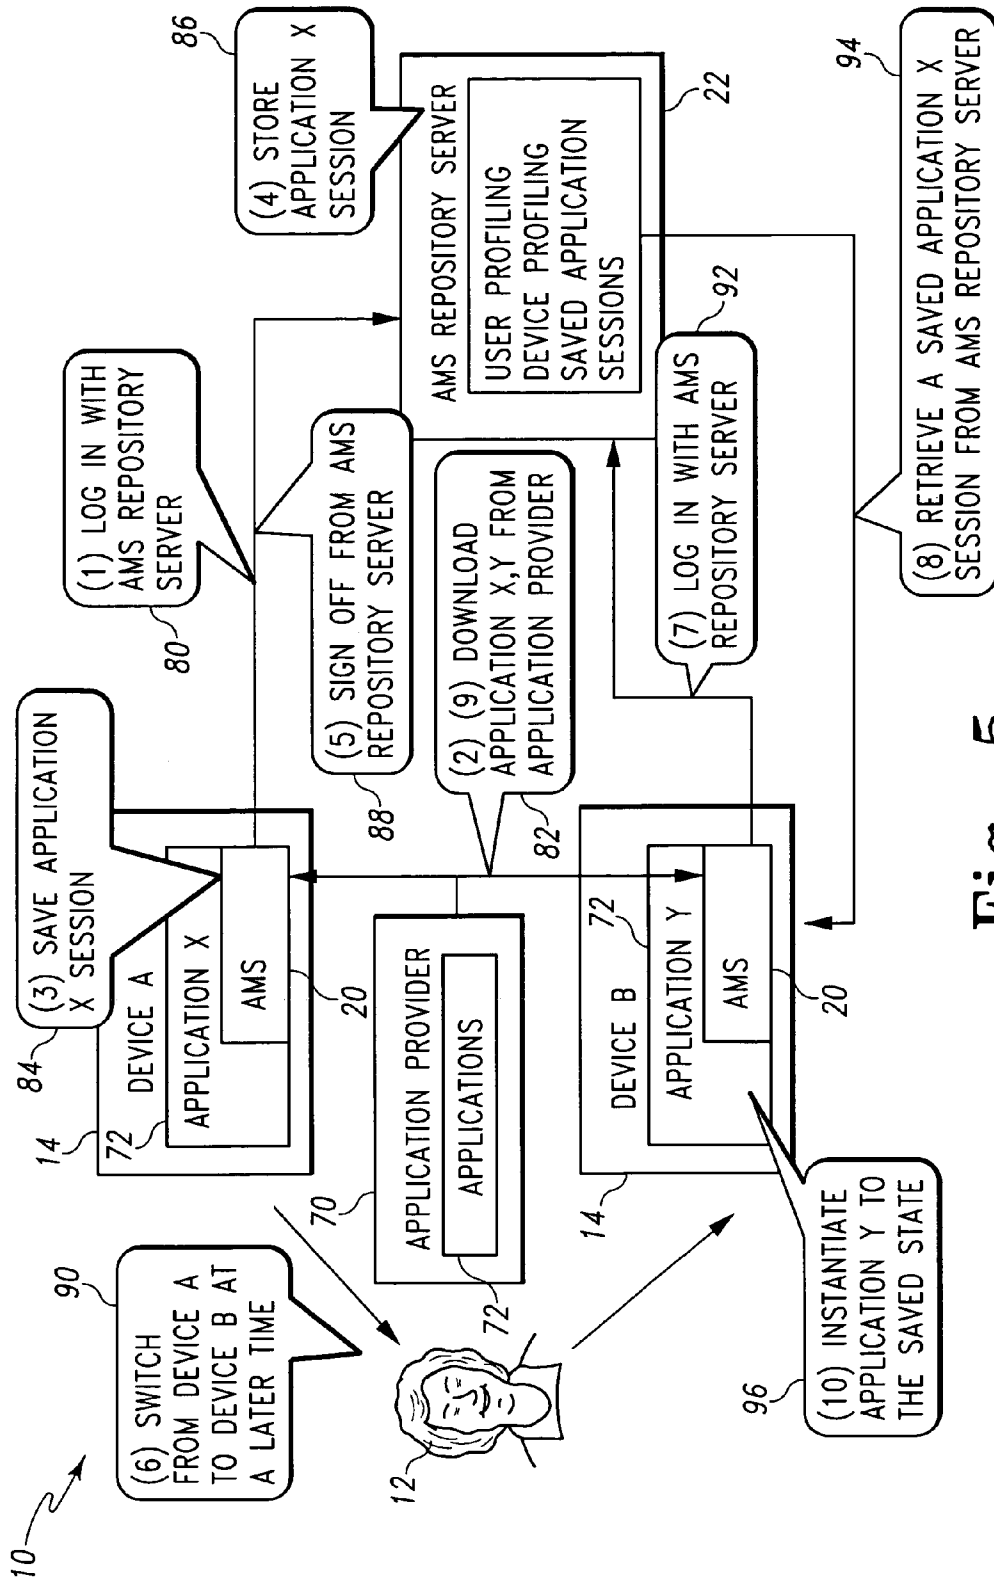 10
(6) SWITCH
FROM DEVICE A
TO DEVICE B AT
A LATER TIME
90
12
14
84
(3) SAVE APPLICATION
X SESSION
DEVICE A
72
APPLICATION X
AMS
20
(1) LOG IN WITH
AMS REPOSITORY
SERVER
80
(4) STORE
APPLICATION X
SESSION
86
(5) SIGN OFF FROM AMS
REPOSITORY SERVER
88
AMS REPOSITORY SERVER
USER PROFILING
DEVICE PROFILING
SAVED APPLICATION
SESSIONS
22
70
APPLICATION PROVIDER
APPLICATIONS
72
(2) (9) DOWNLOAD
APPLICATION X,Y FROM
APPLICATION PROVIDER
82
(7) LOG IN WITH AMS
REPOSITORY SERVER
92
14
DEVICE B
72
APPLICATION Y
AMS
20
(10) INSTANTIATE
APPLICATION Y TO
THE SAVED STATE
96
(8) RETRIEVE A SAVED APPLICATION X
SESSION FROM AMS REPOSITORY SERVER
94
Fig. 5